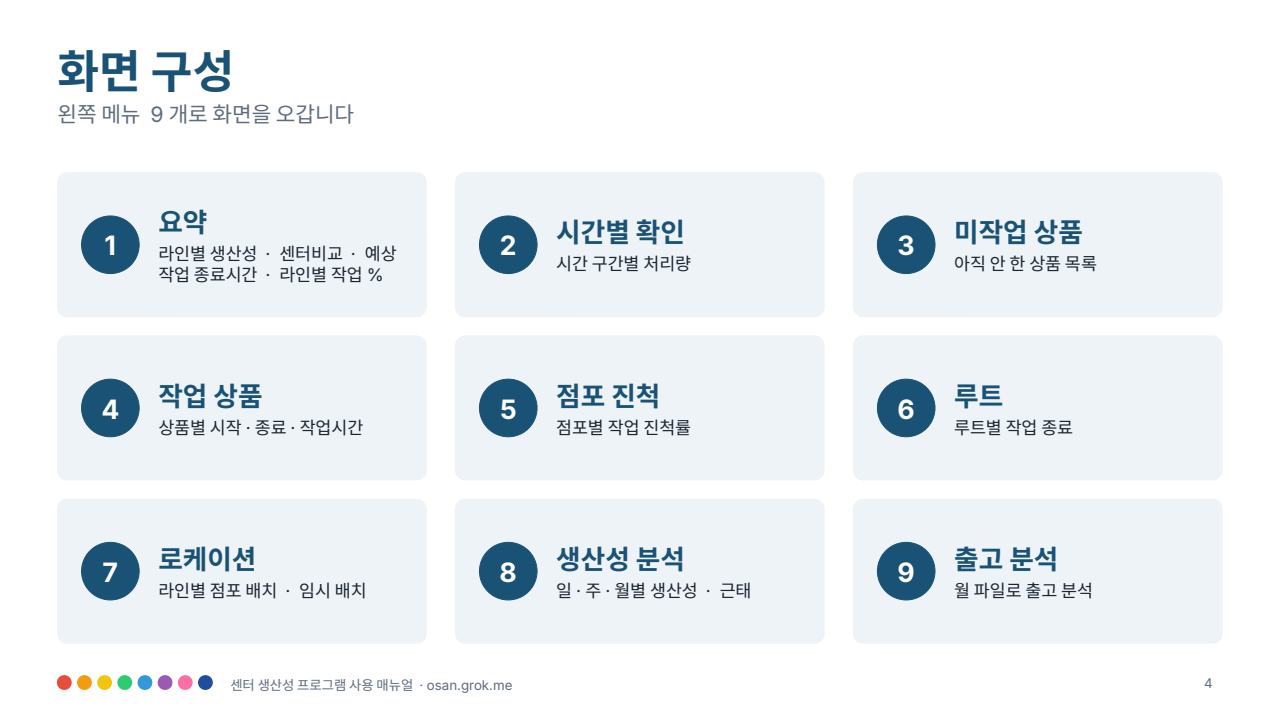 화면 구성
왼쪽 메뉴 9 개로 화면을 오갑니다
1
요약
라인별 생산성 · 센터비교 · 예상
작업 종료시간 · 라인별 작업 %
2
시간별 확인
시간 구간별 처리량
3
미작업 상품
아직 안 한 상품 목록
4
작업 상품
상품별 시작 · 종료 · 작업시간
5
점포 진척
점포별 작업 진척률
6
루트
루트별 작업 종료
7
로케이션
라인별 점포 배치 · 임시 배치
8
생산성 분석
일 · 주 · 월별 생산성 · 근태
9
출고 분석
월 파일로 출고 분석
센터 생산성 프로그램 사용 매뉴얼 · osan.grok.me
4